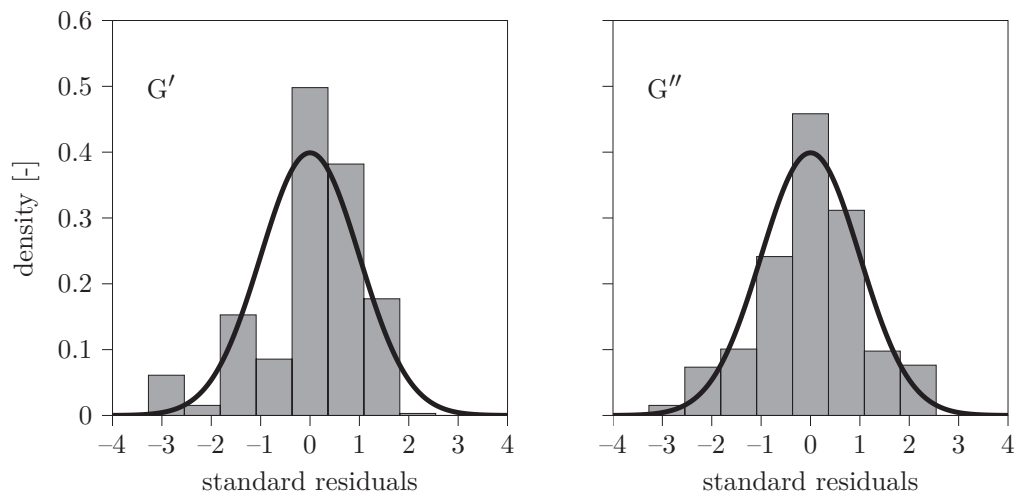 0.6
0.5
0.4
0.3
0.2
0.1
0
density [-]
G′
–4 –3 –2 –1 0 1 2 3 4
standard residuals
G″
–4 –3 –2 –1 0 1 2 3 4
standard residuals